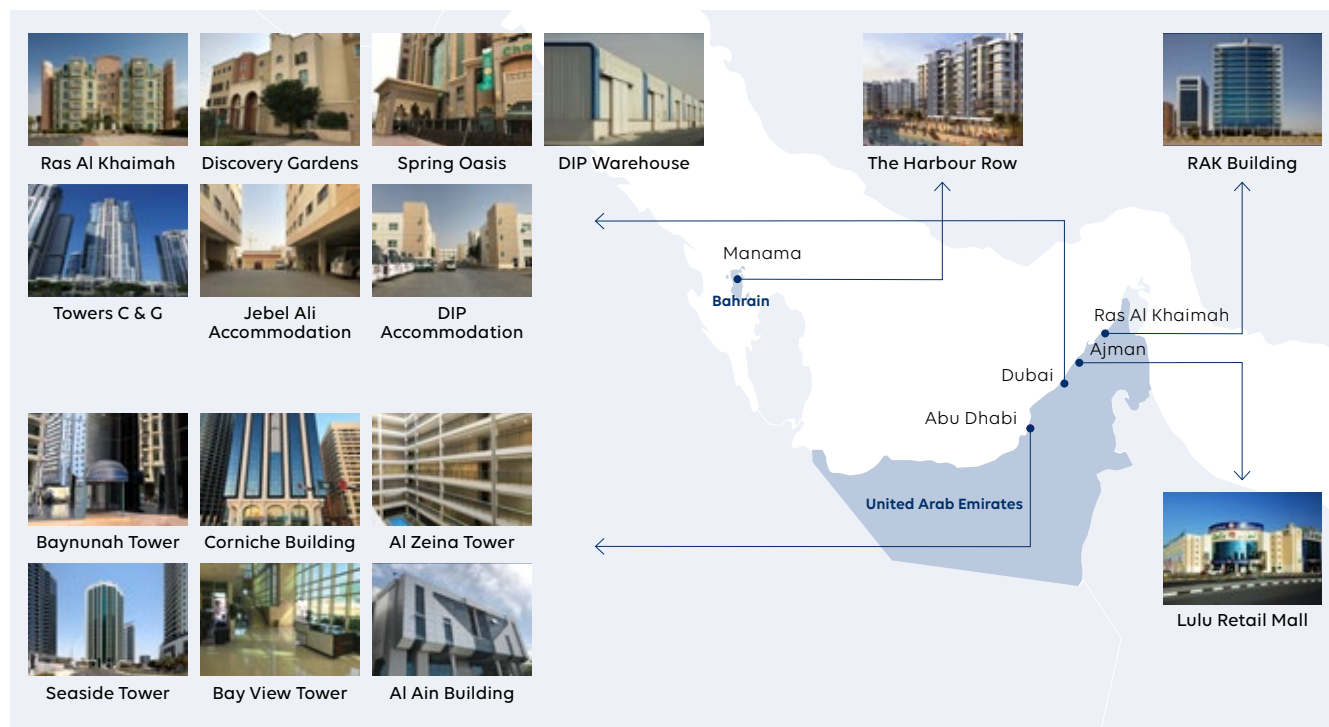 Ras Al Khaimah
Discovery Gardens
Spring Oasis
DIP Warehouse
The Harbour Row
RAK Building
Towers C & G
Jebel Ali
Accommodation
DIP
Accommodation
Manama
Bahrain
Ras Al Khaimah
Ajman
Dubai
Abu Dhabi
United Arab Emirates
Baynunah Tower
Corniche Building
Al Zeina Tower
Lulu Retail Mall
Seaside Tower
Bay View Tower
Al Ain Building